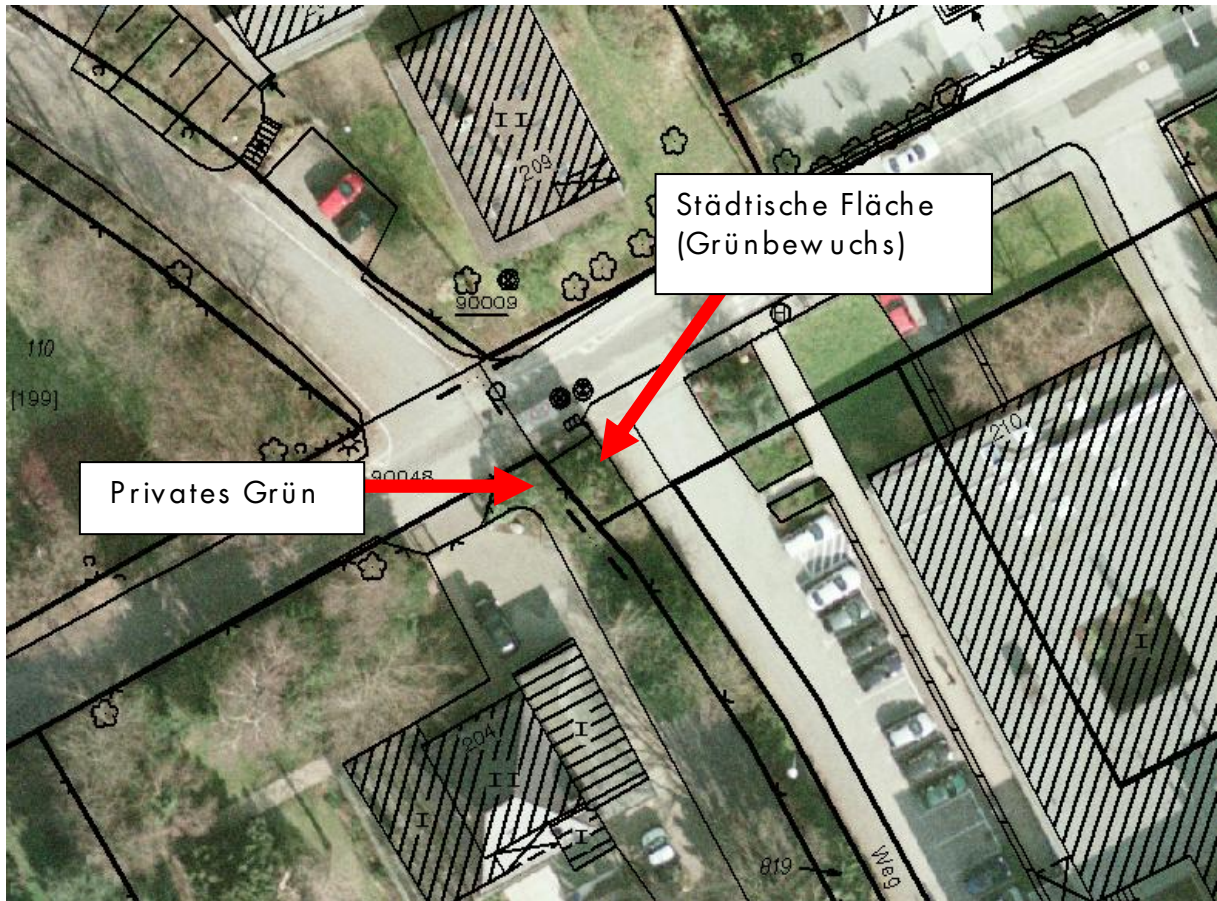 II
209
Städtische Fläche
(Grünbewuchs)
90009
H
110
[199]
210
90048
Privates Grün
I
204
I
II
I
I
819
Weg